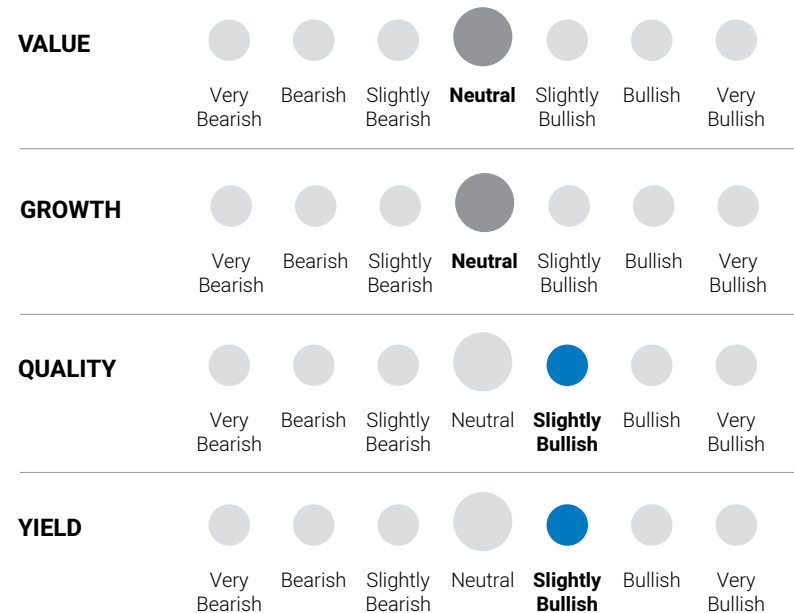 VALUE
Very Bearish Slightly Neutral Slightly Bullish Very
Bearish Bearish Bullish Bullish
GROWTH
Very Bearish Slightly Neutral Slightly Bullish Very
Bearish Bearish Bullish Bullish
QUALITY
Very Bearish Slightly Neutral Slightly Bullish Very
Bearish Bearish Bullish Bullish
YIELD
Very Bearish Slightly Neutral Slightly Bullish Very
Bearish Bearish Bullish Bullish